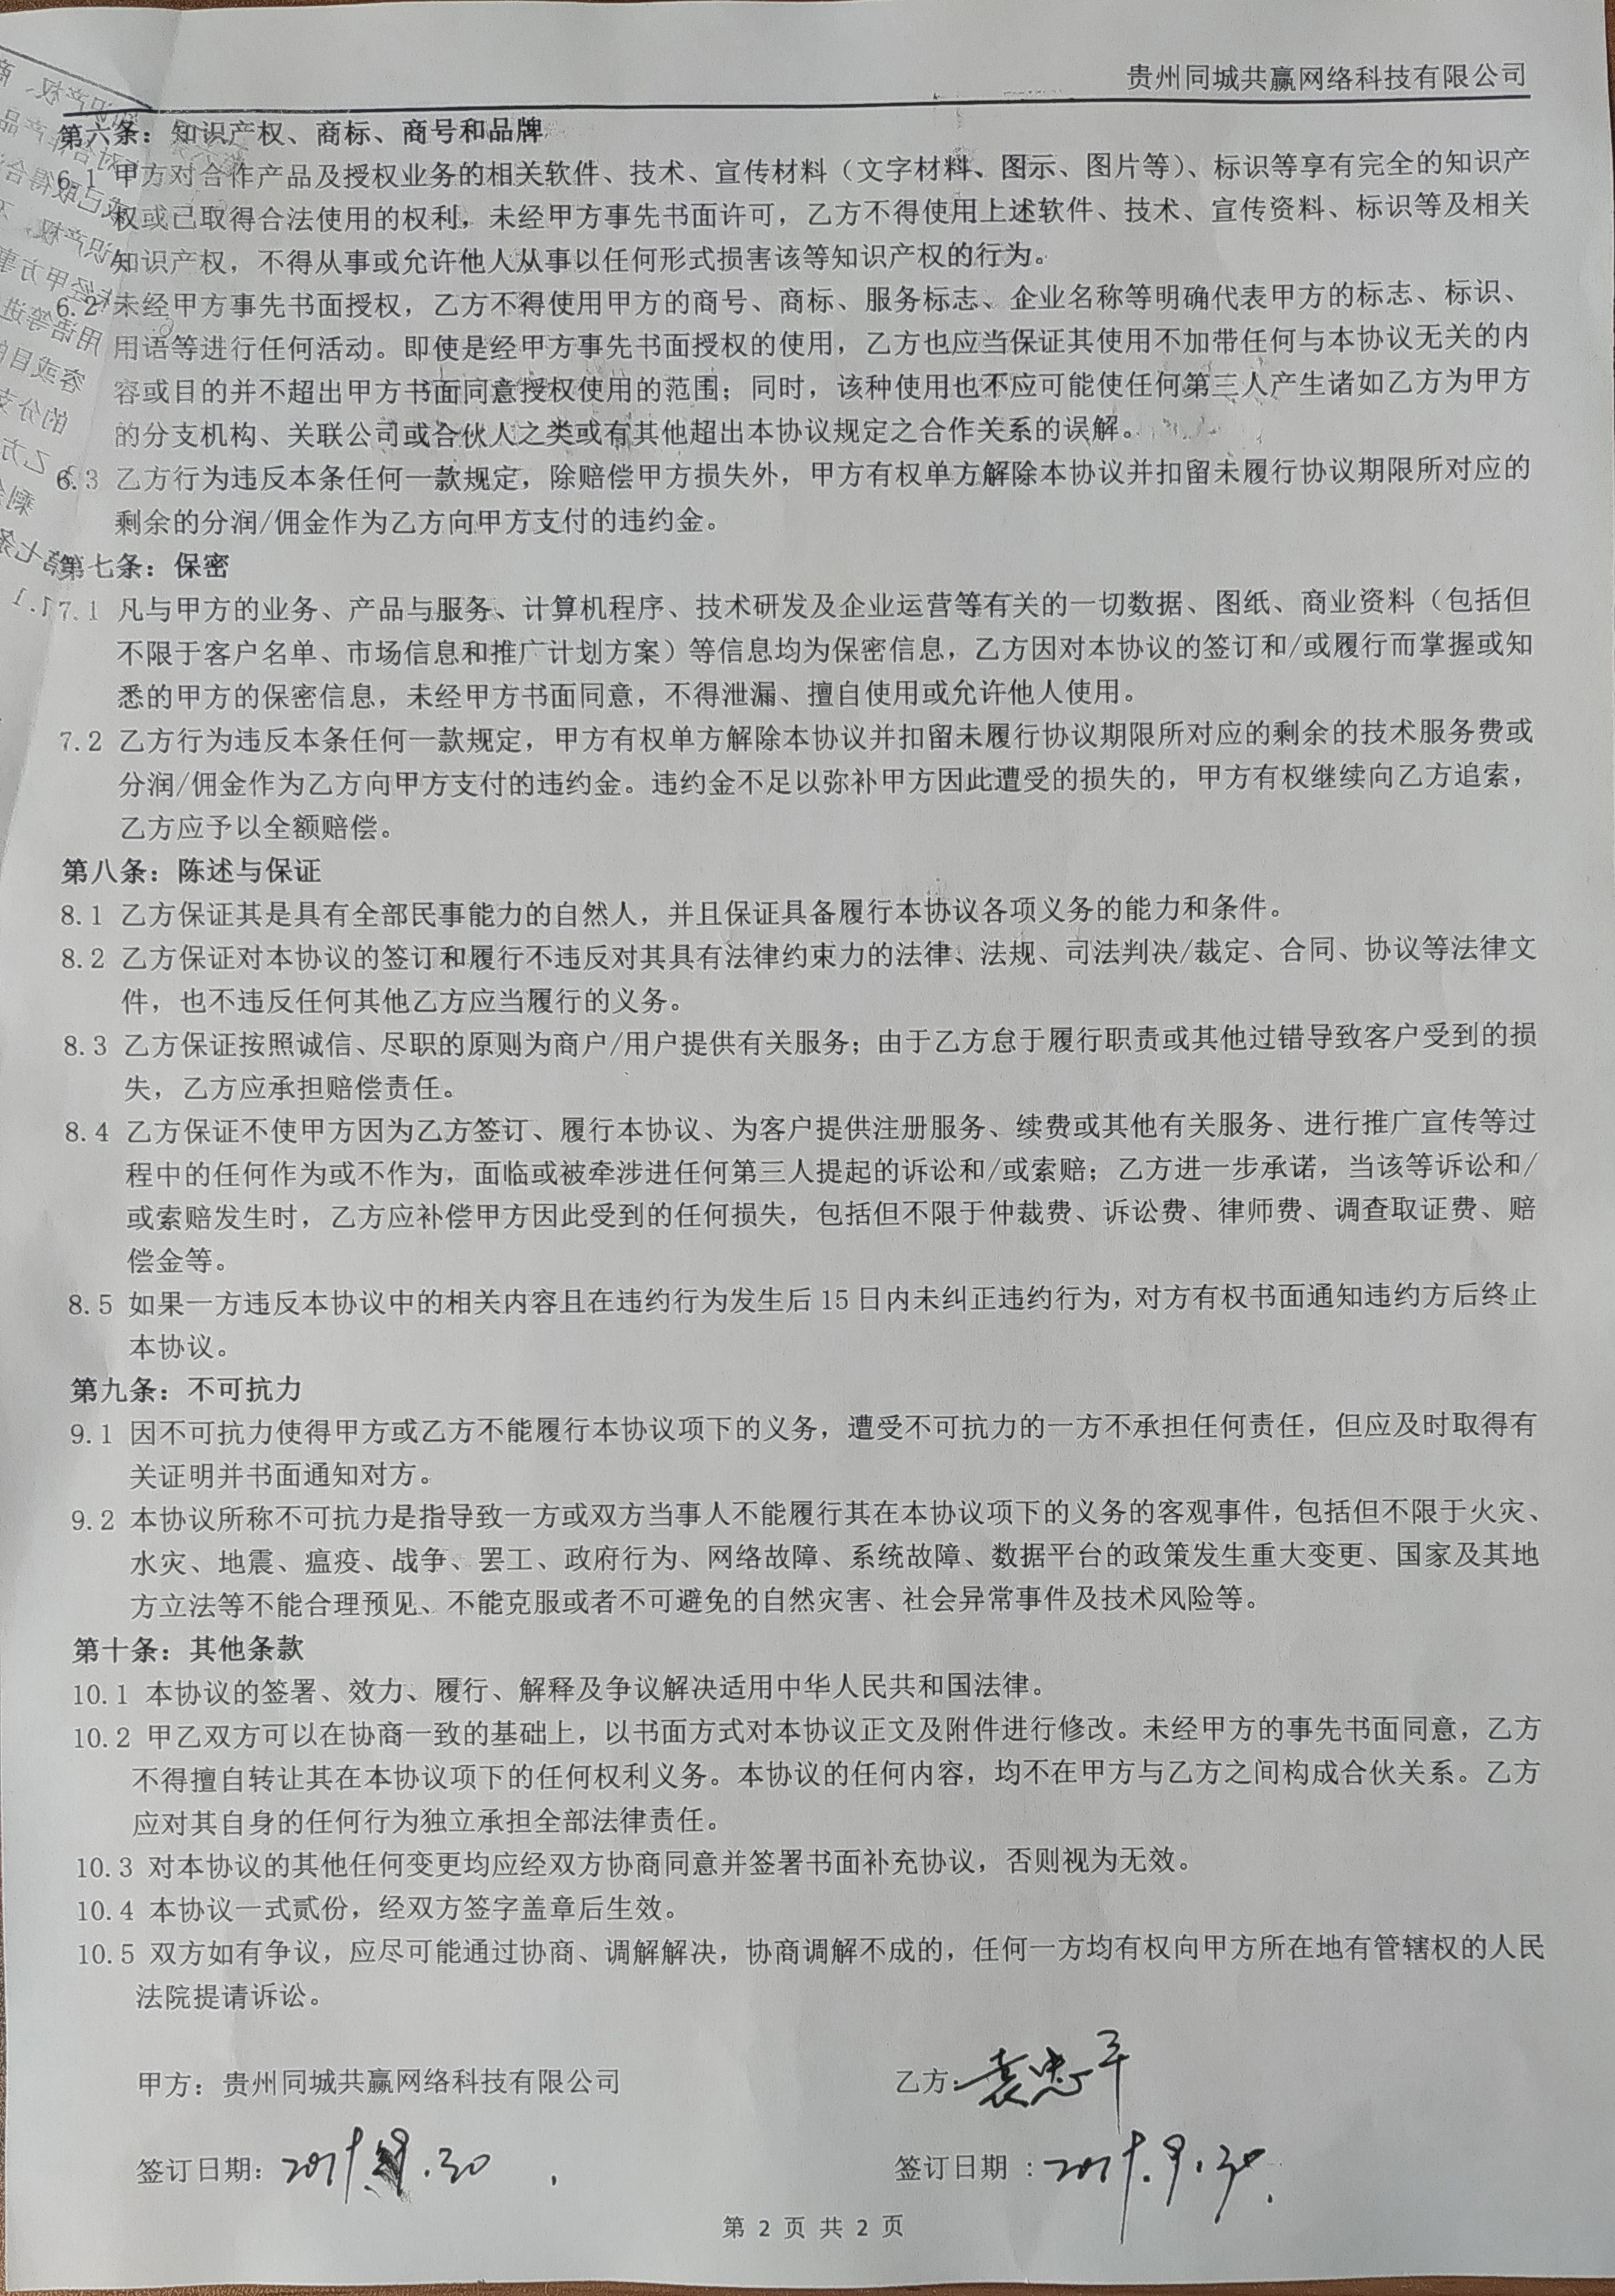 贵州同城共赢网络科技有限公司
第六条：知识产权、商标、商号和品牌
6.1 甲方对合作产品及授权业务的相关软件、技术、宣传材料（文字材料、图示、图片等）、标识等享有完全的知识产
权或已取得合法使用的权利，未经甲方事先书面许可，乙方不得使用上述软件、技术、宣传资料、标识等及相关
知识产权，不得从事或允许他人从事以任何形式损害该等知识产权的行为。
6.2 未经甲方事先书面授权，乙方不得使用甲方的商号、商标、服务标志、企业名称等明确代表甲方的标志、标识、
用语等进行任何活动。即使是经甲方事先书面授权的使用，乙方也应当保证其使用不加带任何与本协议无关的内
容或目的并不超出甲方书面同意授权使用的范围；同时，该种使用也不应可能使任何第三人产生诸如乙方为甲方
的分支机构、关联公司或合伙人之类或有其他超出本协议规定之合作关系的误解。
6.3 乙方行为违反本条任何一款规定，除赔偿甲方损失外，甲方有权单方解除本协议并扣留未履行协议期限所对应的
剩余的分润/佣金作为乙方向甲方支付的违约金。
第七条：保密
7.1 凡与甲方的业务、产品与服务、计算机程序、技术研发及企业运营等有关的一切数据、图纸、商业资料（包括但
不限于客户名单、市场信息和推广计划方案）等信息均为保密信息，乙方因对本协议的签订和/或履行而掌握或知
悉的甲方的保密信息，未经甲方书面同意，不得泄漏、擅自使用或允许他人使用。
7.2 乙方行为违反本条任何一款规定，甲方有权单方解除本协议并扣留未履行协议期限所对应的剩余的技术服务费或
分润/佣金作为乙方向甲方支付的违约金。违约金不足以弥补甲方因此遭受的损失的，甲方有权继续向乙方追索，
乙方应予以全额赔偿。
第八条：陈述与保证
8.1 乙方保证其是具有全部民事能力的自然人，并且保证具备履行本协议各项义务的能力和条件。
8.2 乙方保证对本协议的签订和履行不违反对其具有法律约束力的法律、法规、司法判决/裁定、合同、协议等法律文
件，也不违反任何其他乙方应当履行的义务。
8.3 乙方保证按照诚信、尽职的原则为商户/用户提供有关服务；由于乙方怠于履行职责或其他过错导致客户受到的损
失，乙方应承担赔偿责任。
8.4 乙方保证不使甲方因为乙方签订、履行本协议、为客户提供注册服务、续费或其他有关服务、进行推广宣传等过
程中的任何作为或不作为，面临或被牵涉进任何第三人提起的诉讼和/或索赔；乙方进一步承诺，当该等诉讼和/
或索赔发生时，乙方应补偿甲方因此受到的任何损失，包括但不限于仲裁费、诉讼费、律师费、调查取证费、赔
偿金等。
8.5 如果一方违反本协议中的相关内容且在违约行为发生后15日内未纠正违约行为，对方有权书面通知违约方后终止
本协议。
第九条：不可抗力
9.1 因不可抗力使得甲方或乙方不能履行本协议项下的义务，遭受不可抗力的一方不承担任何责任，但应及时取得有
关证明并书面通知对方。
9.2 本协议所称不可抗力是指导致一方或双方当事人不能履行其在本协议项下的义务的客观事件，包括但不限于火灾、
水灾、地震、瘟疫、战争、罢工、政府行为、网络故障、系统故障、数据平台的政策发生重大变更、国家及其地
方立法等不能合理预见、不能克服或者不可避免的自然灾害、社会异常事件及技术风险等。
第十条：其他条款
10.1 本协议的签署、效力、履行、解释及争议解决适用中华人民共和国法律。
10.2 甲乙双方可以在协商一致的基础上，以书面方式对本协议正文及附件进行修改。未经甲方的事先书面同意，乙方
不得擅自转让其在本协议项下的任何权利义务。本协议的任何内容，均不在甲方与乙方之间构成合伙关系。乙方
应对其自身的任何行为独立承担全部法律责任。
10.3 对本协议的其他任何变更均应经双方协商同意并签署书面补充协议，否则视为无效。
10.4 本协议一式贰份，经双方签字盖章后生效。
10.5 双方如有争议，应尽可能通过协商、调解解决，协商调解不成的，任何一方均有权向甲方所在地有管辖权的人民
法院提请诉讼。
甲方：贵州同城共赢网络科技有限公司
乙方：袁忠平
签订日期：
签订日期：
第 2 页 共 2 页